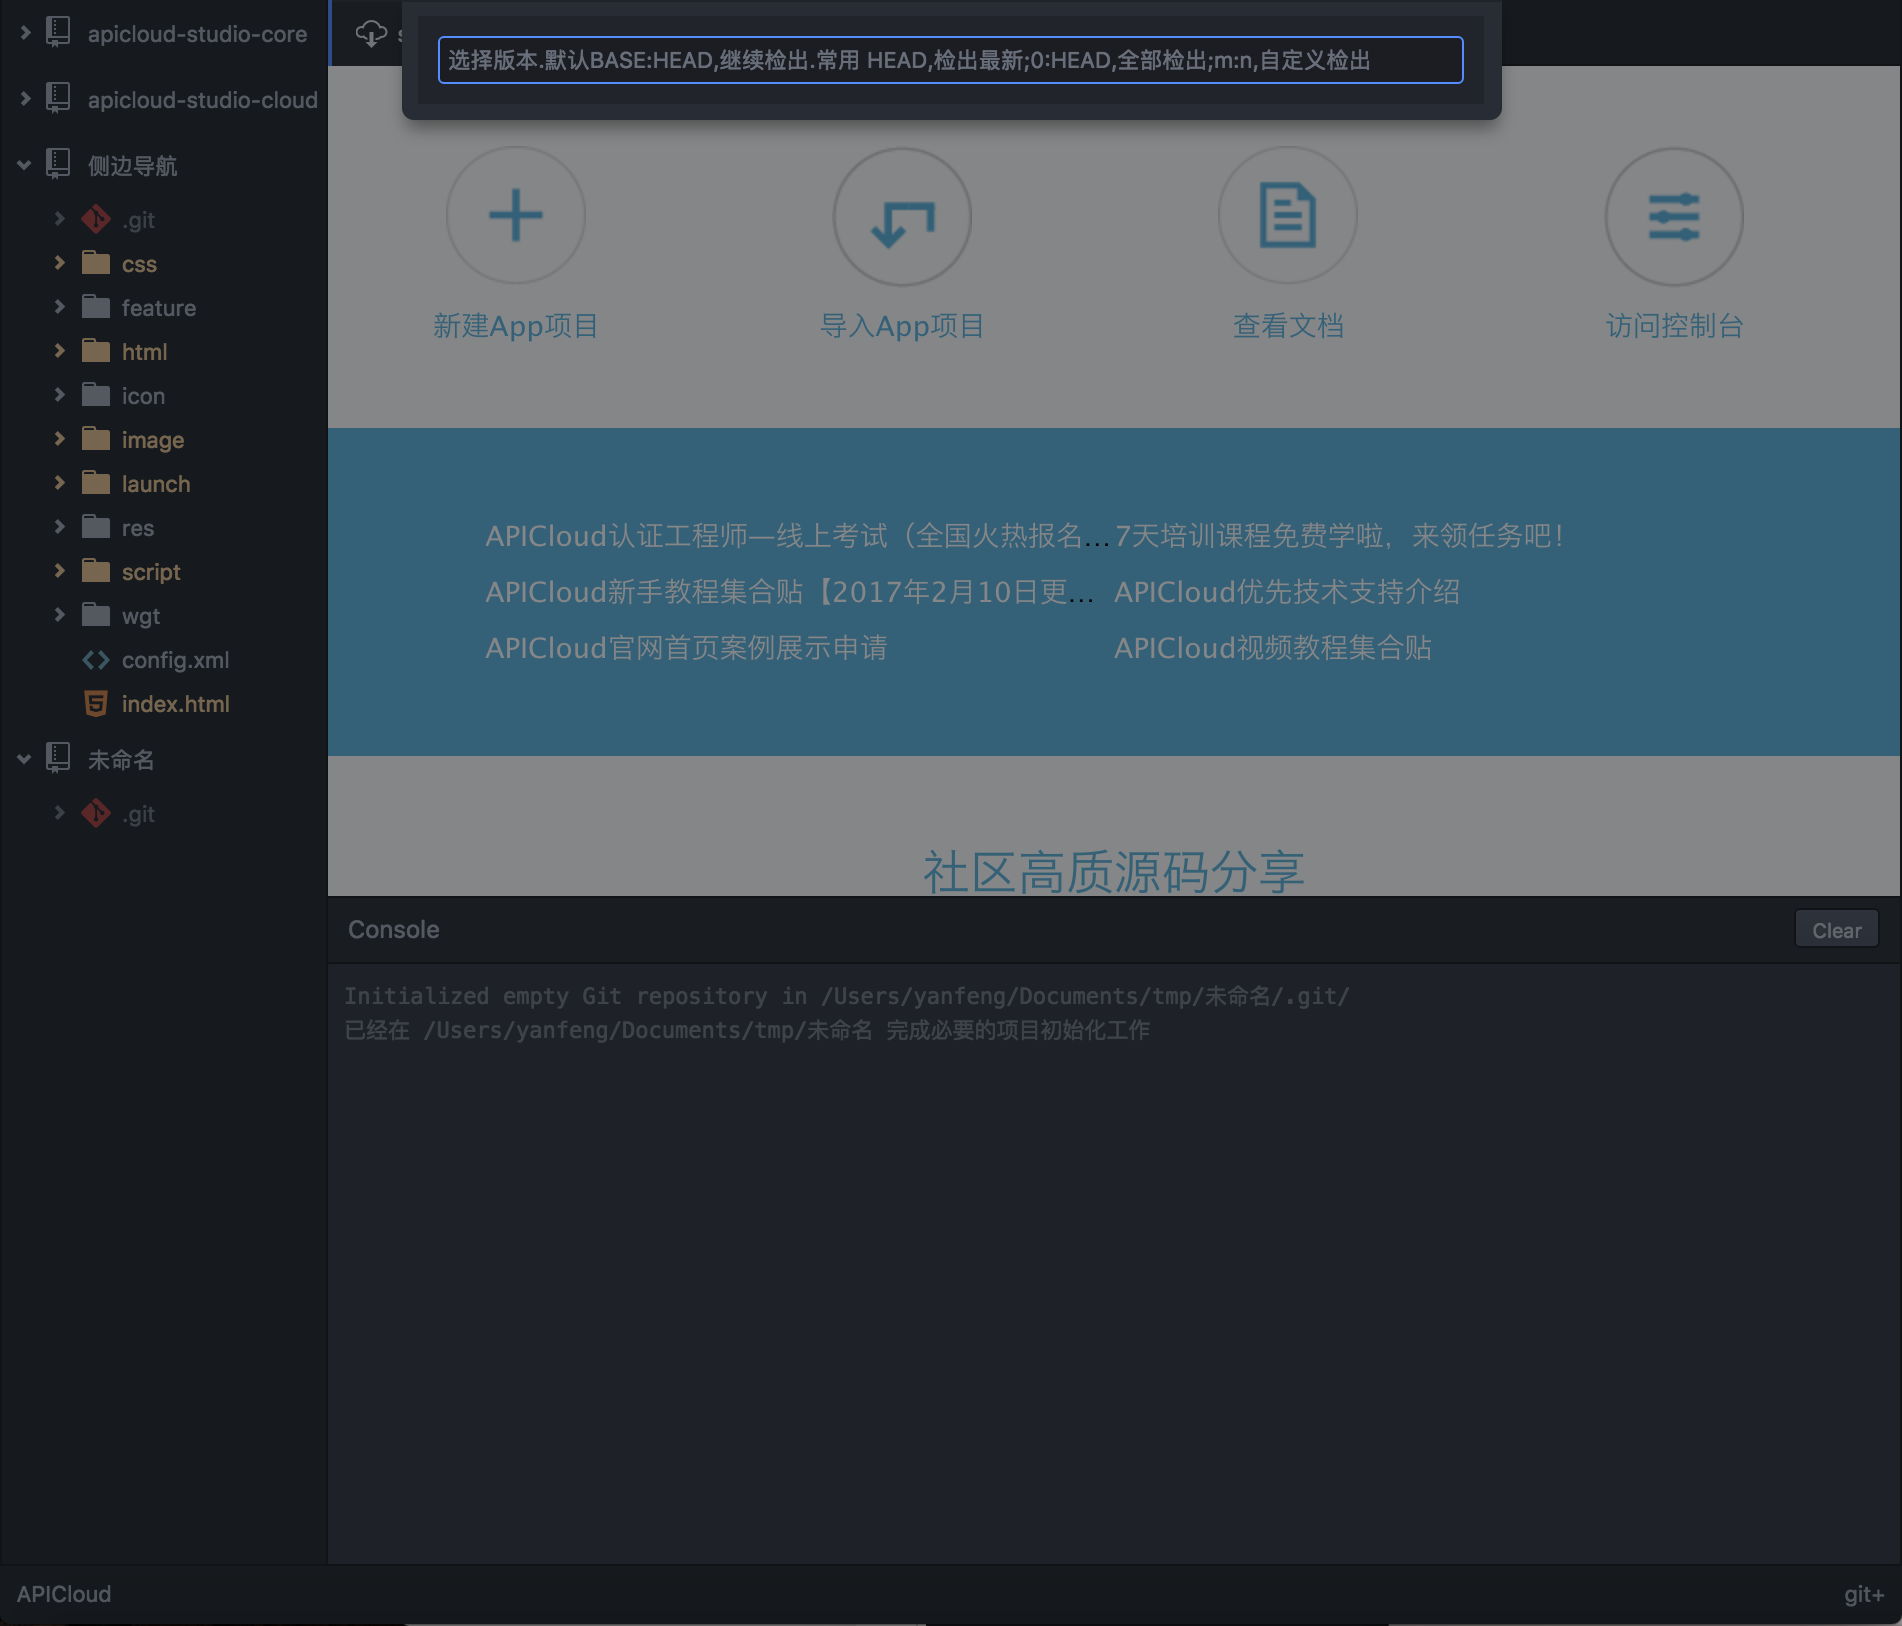 apicloud-studio-core
apicloud-studio-cloud
侧边导航
.git
css
feature
html
icon
image
launch
res
script
wgt
config.xml
index.html
未命名
.git
选择版本.默认BASE:HEAD,继续检出.常用 HEAD,检出最新;0:HEAD,全部检出;m:n,自定义检出
新建App项目
导入App项目
查看文档
访问控制台
APICloud认证工程师—线上考试（全国火热报名...
7天培训课程免费学啦，来领任务吧！
APICloud新手教程集合贴【2017年2月10日更...
APICloud优先技术支持介绍
APICloud官网首页案例展示申请
APICloud视频教程集合贴
社区高质源码分享
Console
Clear
Initialized empty Git repository in /Users/yanfeng/Documents/tmp/未命名/.git/
已经在 /Users/yanfeng/Documents/tmp/未命名 完成必要的项目初始化工作
APICloud
git+